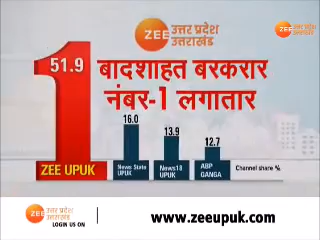 ZEE उत्तर प्रदेश उत्तराखंड
ZEE उत्तर प्रदेश उत्तराखंड
51.9
बादशाहत बरकरार
नंबर-1 लगातार
16.0
13.9
12.7
ZEE UPUK
News State UPUK
News18 UPUK
ABP GANGA
Channel share %
ZEE उत्तर प्रदेश उत्तराखंड
LOGIN US ON
www.zeeupuk.com